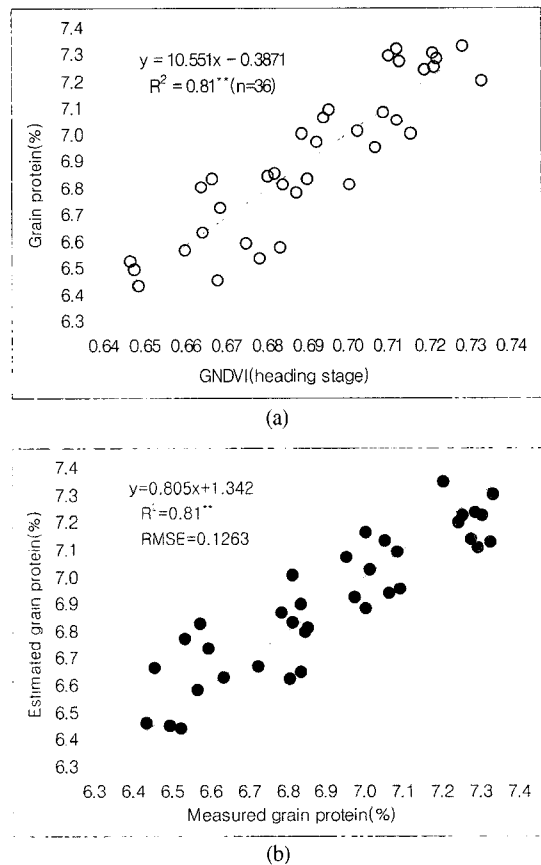 7.4
7.3
7.2
7.1
7.0
6.9
6.8
6.7
6.6
6.5
6.4
6.3
Grain protein(%)
y = 10.551x − 0.3871
R² = 0.81**(n=36)
0.64 0.65 0.66 0.67 0.68 0.69 0.70 0.71 0.72 0.73 0.74
GNDVI(heading stage)
(a)
7.4
7.3
7.2
7.1
7.0
6.9
6.8
6.7
6.6
6.5
6.4
6.3
Estimated grain protein(%)
y=0.805x+1.342
R²=0.81**
RMSE=0.1263
6.3 6.4 6.5 6.6 6.7 6.8 6.9 7.0 7.1 7.2 7.3 7.4
Measured grain protein(%)
(b)